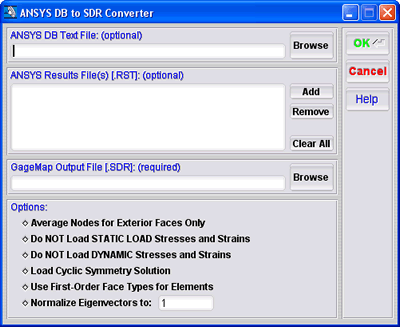 ANSYS DB to SDR Converter
ANSYS DB Text File: (optional)
Browse
OK
ANSYS Results File(s) [.RST]: (optional)
Cancel
Add
Help
Remove
Clear All
GageMap Output File [.SDR]: (required)
Browse
Options:
Average Nodes for Exterior Faces Only
Do NOT Load STATIC LOAD Stresses and Strains
Do NOT Load DYNAMIC Stresses and Strains
Load Cyclic Symmetry Solution
Use First-Order Face Types for Elements
Normalize Eigenvectors to: 1